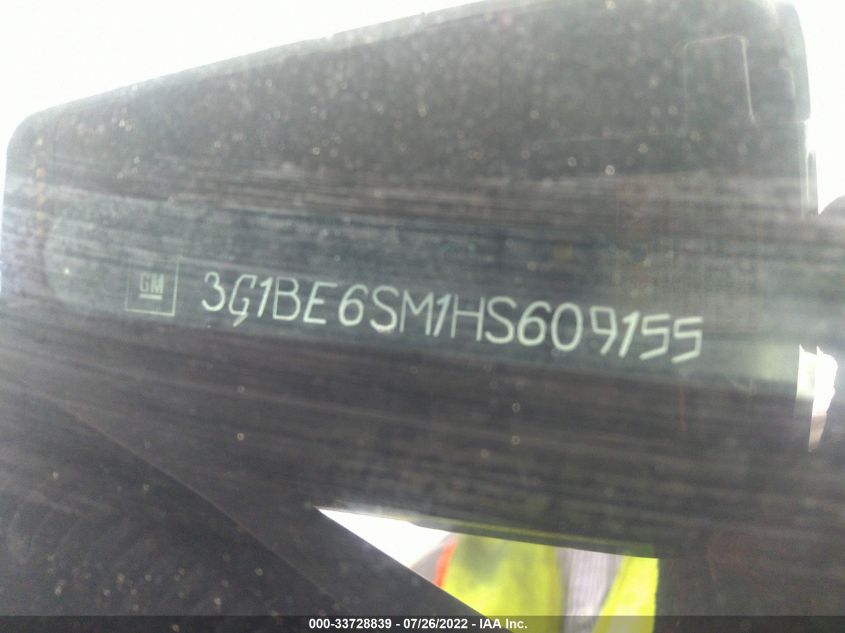 GM
3G1BE6SM1HS609155
000-33728839 - 07/26/2022 - IAA Inc.